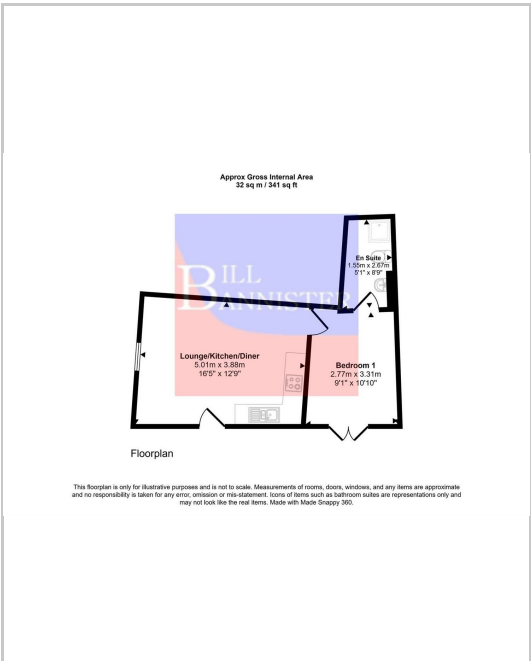 Approx Gross Internal Area
32 sq m / 341 sq ft
En Suite
1.55m x 2.67m
5'1" x 8'9"
BILL
BANNISTER
Lounge/Kitchen/Diner
5.01m x 3.88m
16'5" x 12'9"
Bedroom 1
2.77m x 3.31m
9'1" x 10'10"
Floorplan
This floorplan is only for illustrative purposes and is not to scale. Measurements of rooms, doors, windows, and any items are approximate
and no responsibility is taken for any error, omission or mis-statement. Icons of items such as bathroom suites are representations only and
may not look like the real items. Made with Made Snappy 360.